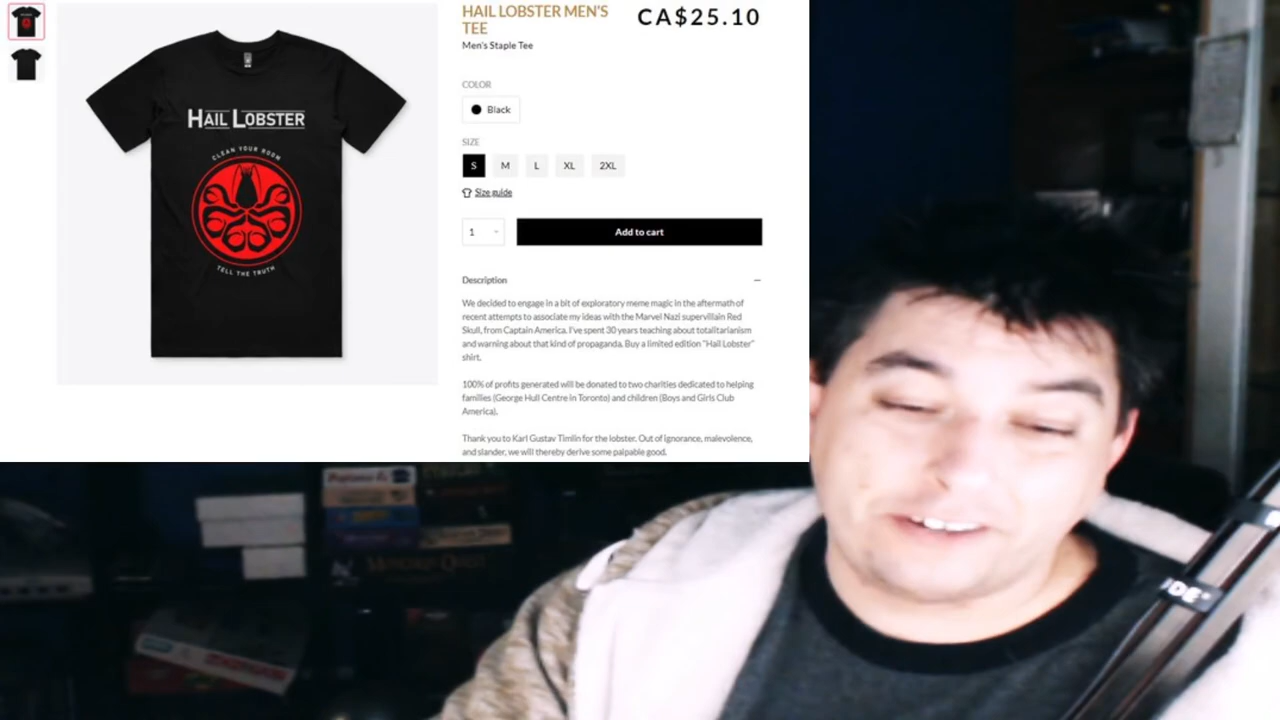 HAIL LOBSTER MEN'S
TEE
CA$25.10
Men's Staple Tee
COLOR
Black
SIZE
S M L XL 2XL
Size guide
1
Add to cart
Description
We decided to engage in a bit of exploratory meme magic in the aftermath of
recent attempts to associate my ideas with the Marvel Nazi supervillain Red
Skull, from Captain America. I've spent 30 years teaching about totalitarianism
and warning about that kind of propaganda. Buy a limited edition "Hail Lobster"
shirt.
100% of profits generated will be donated to two charities dedicated to helping
families (George Hull Centre in Toronto) and children (Boys and Girls Club
America).
Thank you to Karl Gustav Timlin for the lobster. Out of ignorance, malevolence,
and slander, we will thereby derive some palpable good.
HAIL LOBSTER
CLEAN YOUR ROOM
TELL THE TRUTH